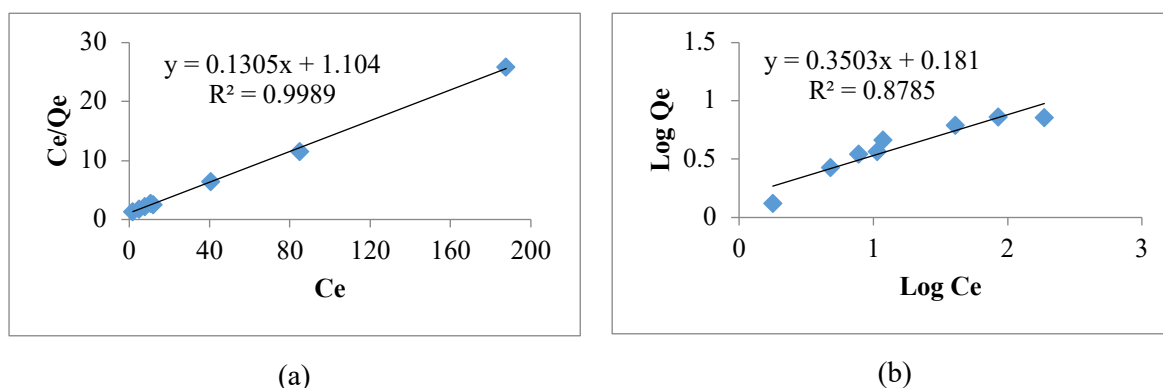 30
20
10
0
0
40
80
120
160
200
Ce/Qe
Ce
y = 0.1305x + 1.104
R² = 0.9989
(a)
1.5
1
0.5
0
0
1
2
3
Log Qe
Log Ce
y = 0.3503x + 0.181
R² = 0.8785
(b)